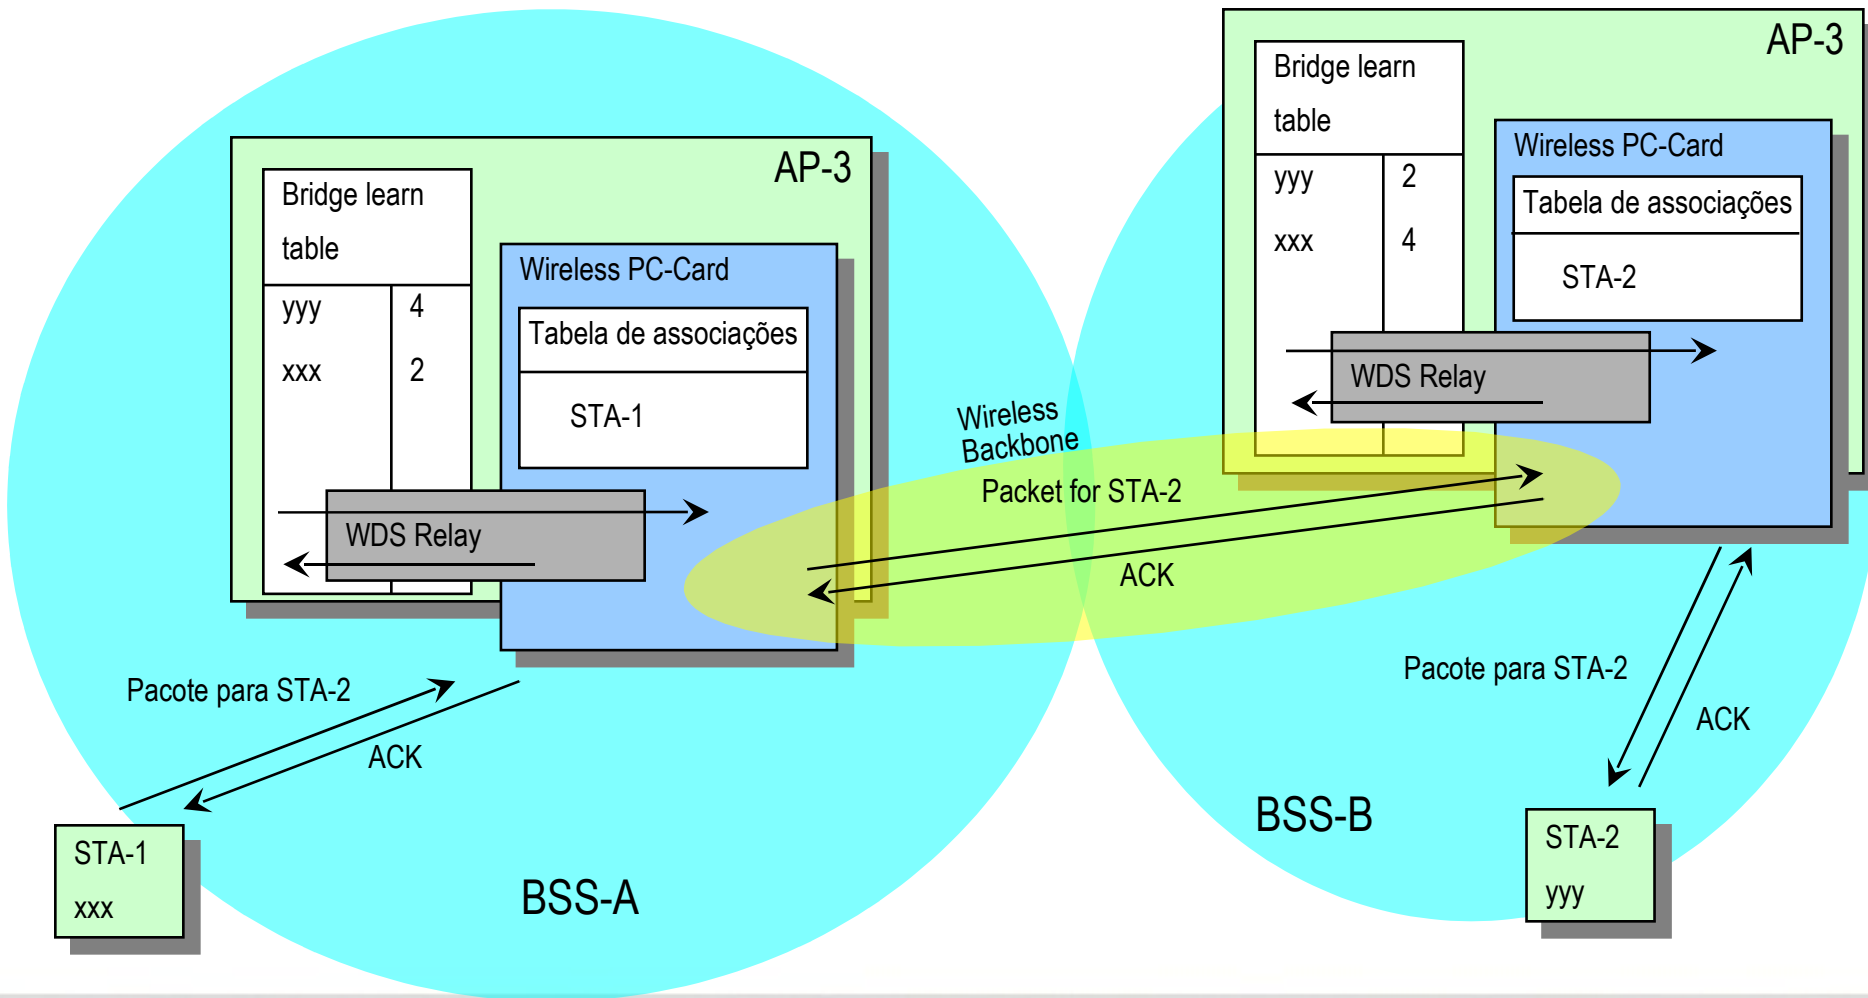 AP-3
Bridge learn
table
yyy 4
xxx 2
Wireless PC-Card
Tabela de associações
STA-1
WDS Relay
Pacote para STA-2
ACK
STA-1
xxx
BSS-A
Wireless
Backbone
Packet for STA-2
ACK
AP-3
Bridge learn
table
yyy 2
xxx 4
Wireless PC-Card
Tabela de associações
STA-2
WDS Relay
Pacote para STA-2
ACK
BSS-B
STA-2
yyy